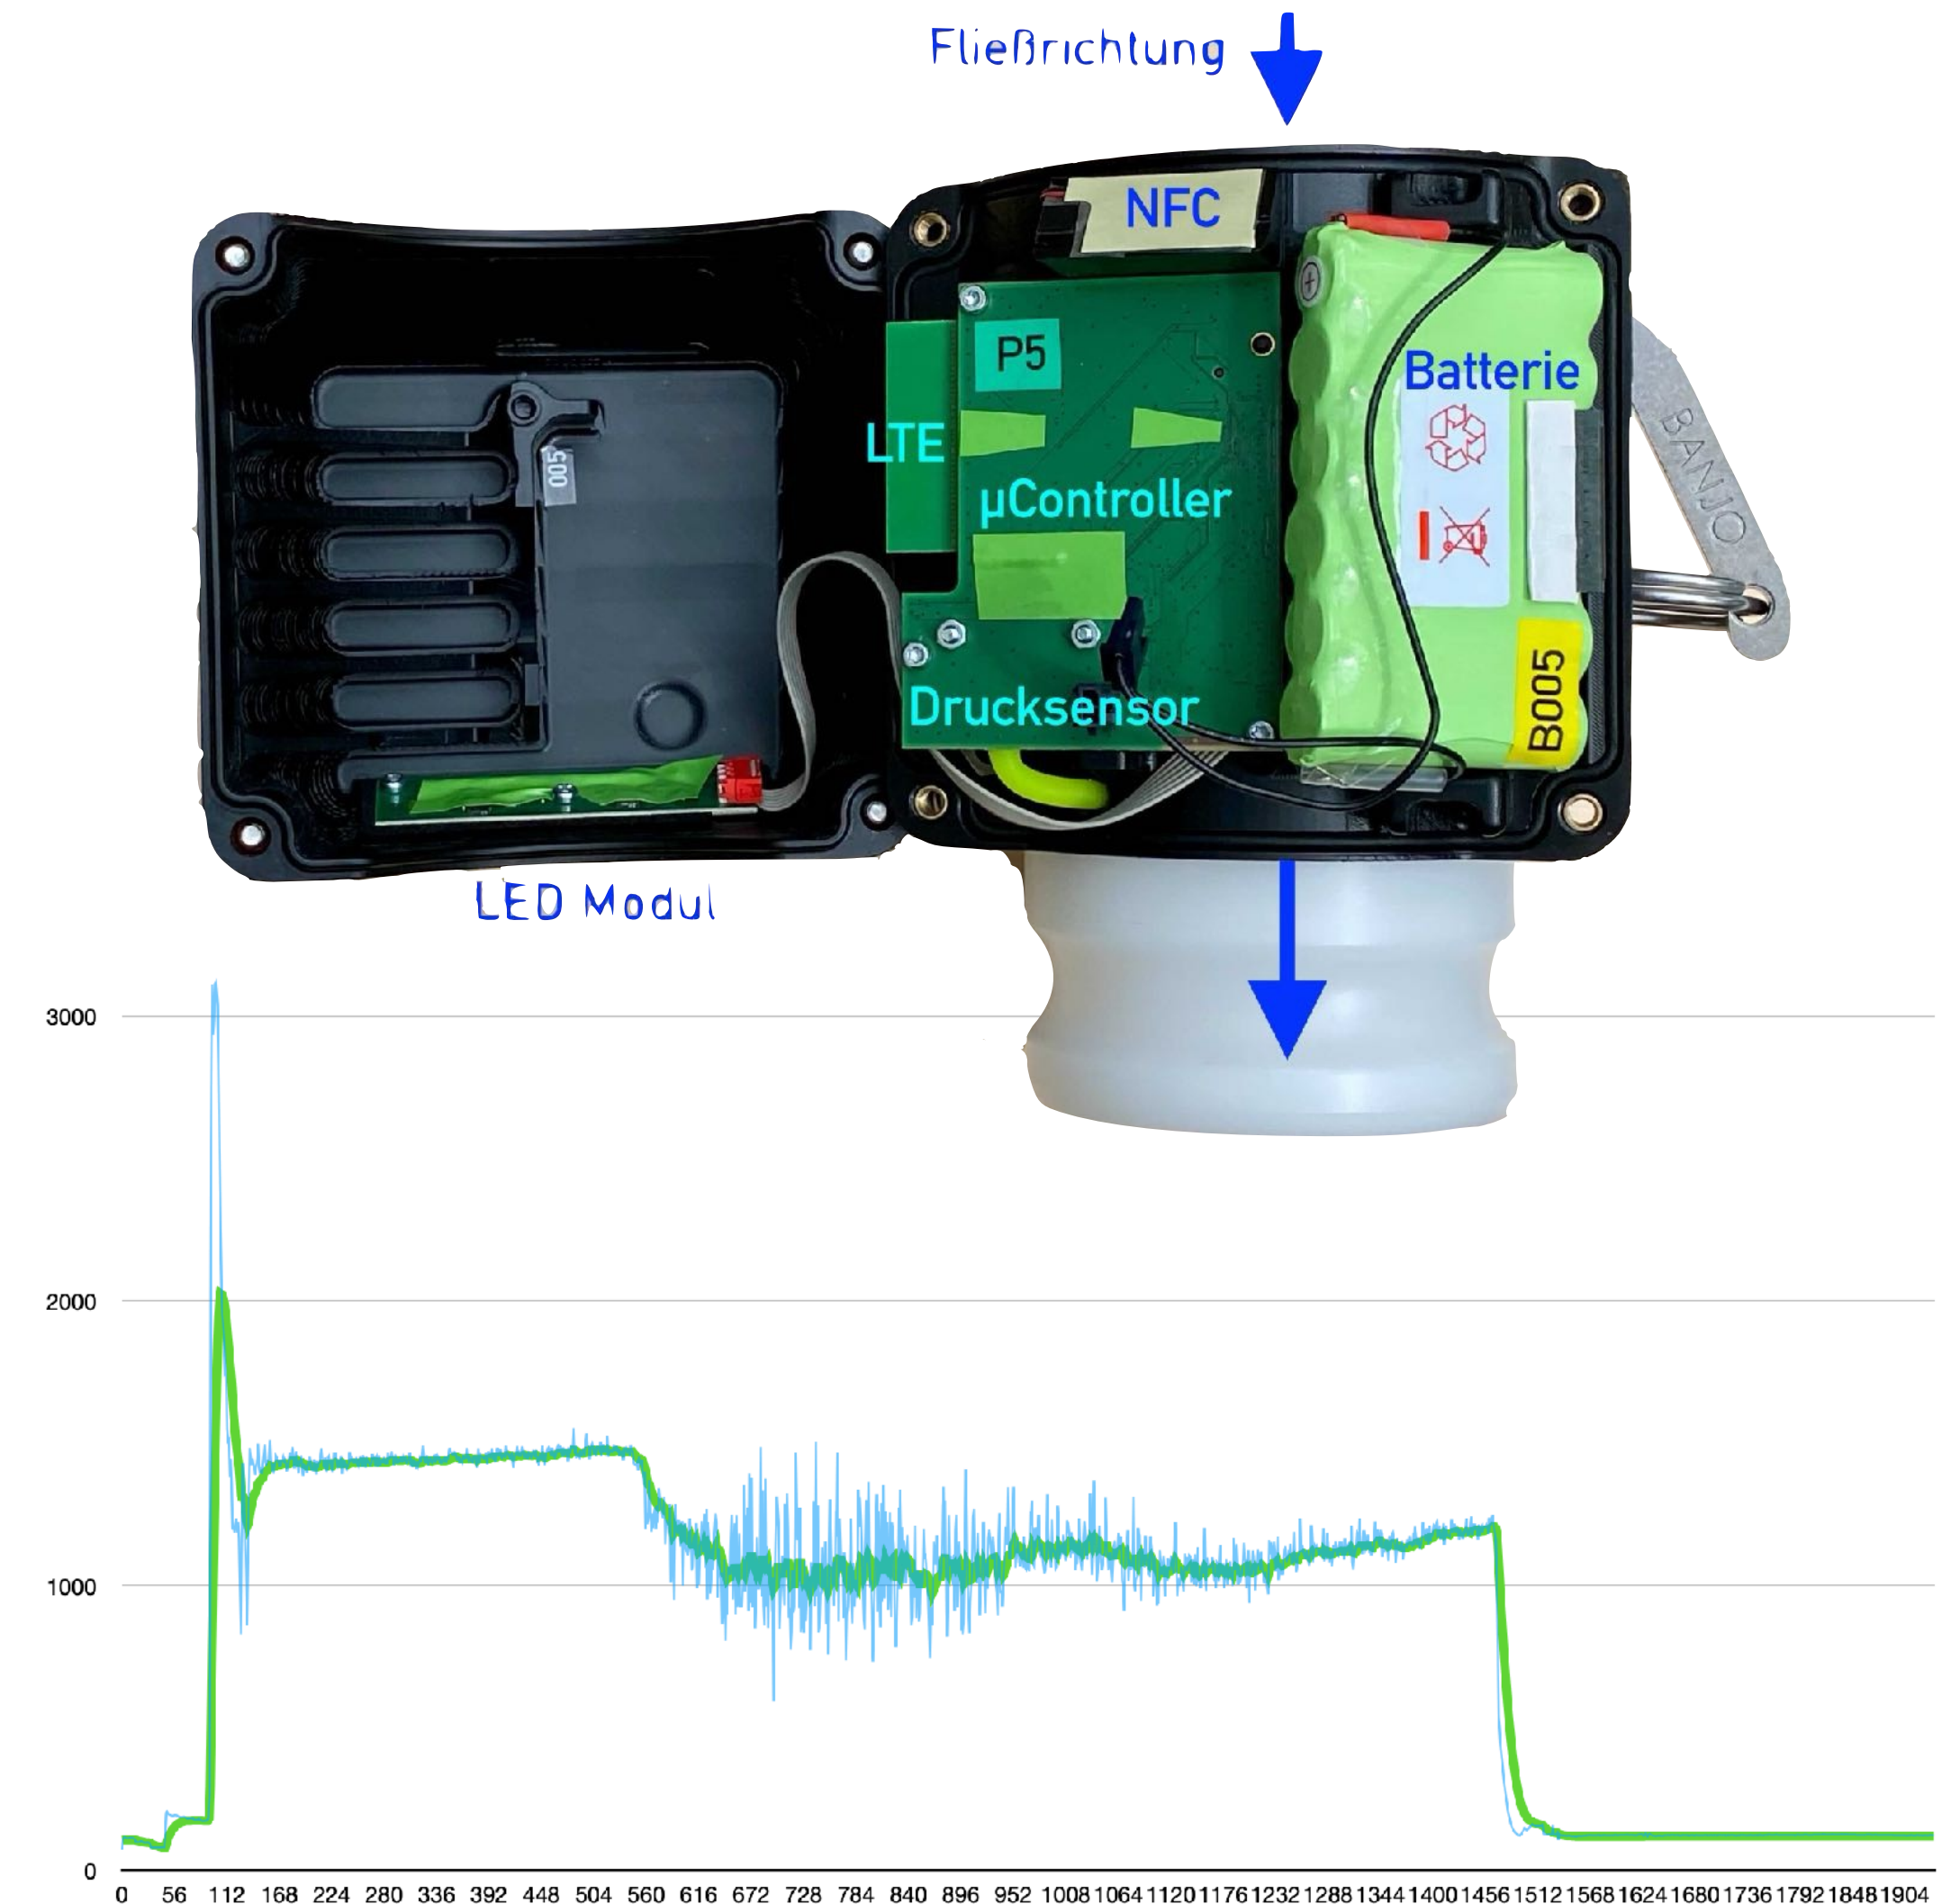 Fließrichtung
NFC
P5
Batterie
LTE
005
µController
BANJO
Drucksensor
B005
LED Modul
3000
2000
1000
0
0 56 112 168 224 280 336 392 448 504 560 616 672 728 784 840 896 952 1008 1064 1120 1176 1232 1288 1344 1400 1456 1512 1568 1624 1680 1736 1792 1848 1904